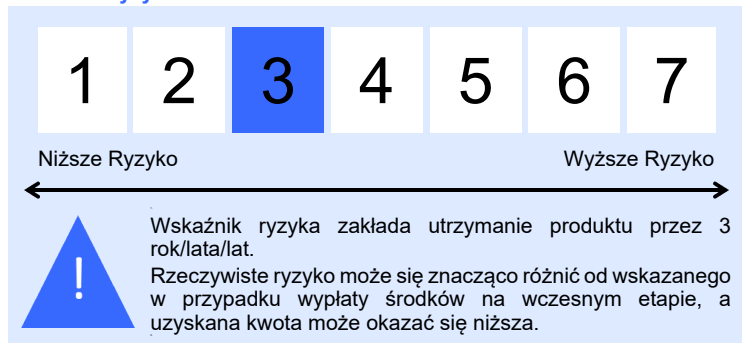 1 2 3 4 5 6 7
Niższe Ryzyko Wyższe Ryzyko
! Wskaźnik ryzyka zakłada utrzymanie produktu przez 3
rok/lata/lat.
Rzeczywiste ryzyko może się znacząco różnić od wskazanego
w przypadku wypłaty środków na wczesnym etapie, a
uzyskana kwota może okazać się niższa.